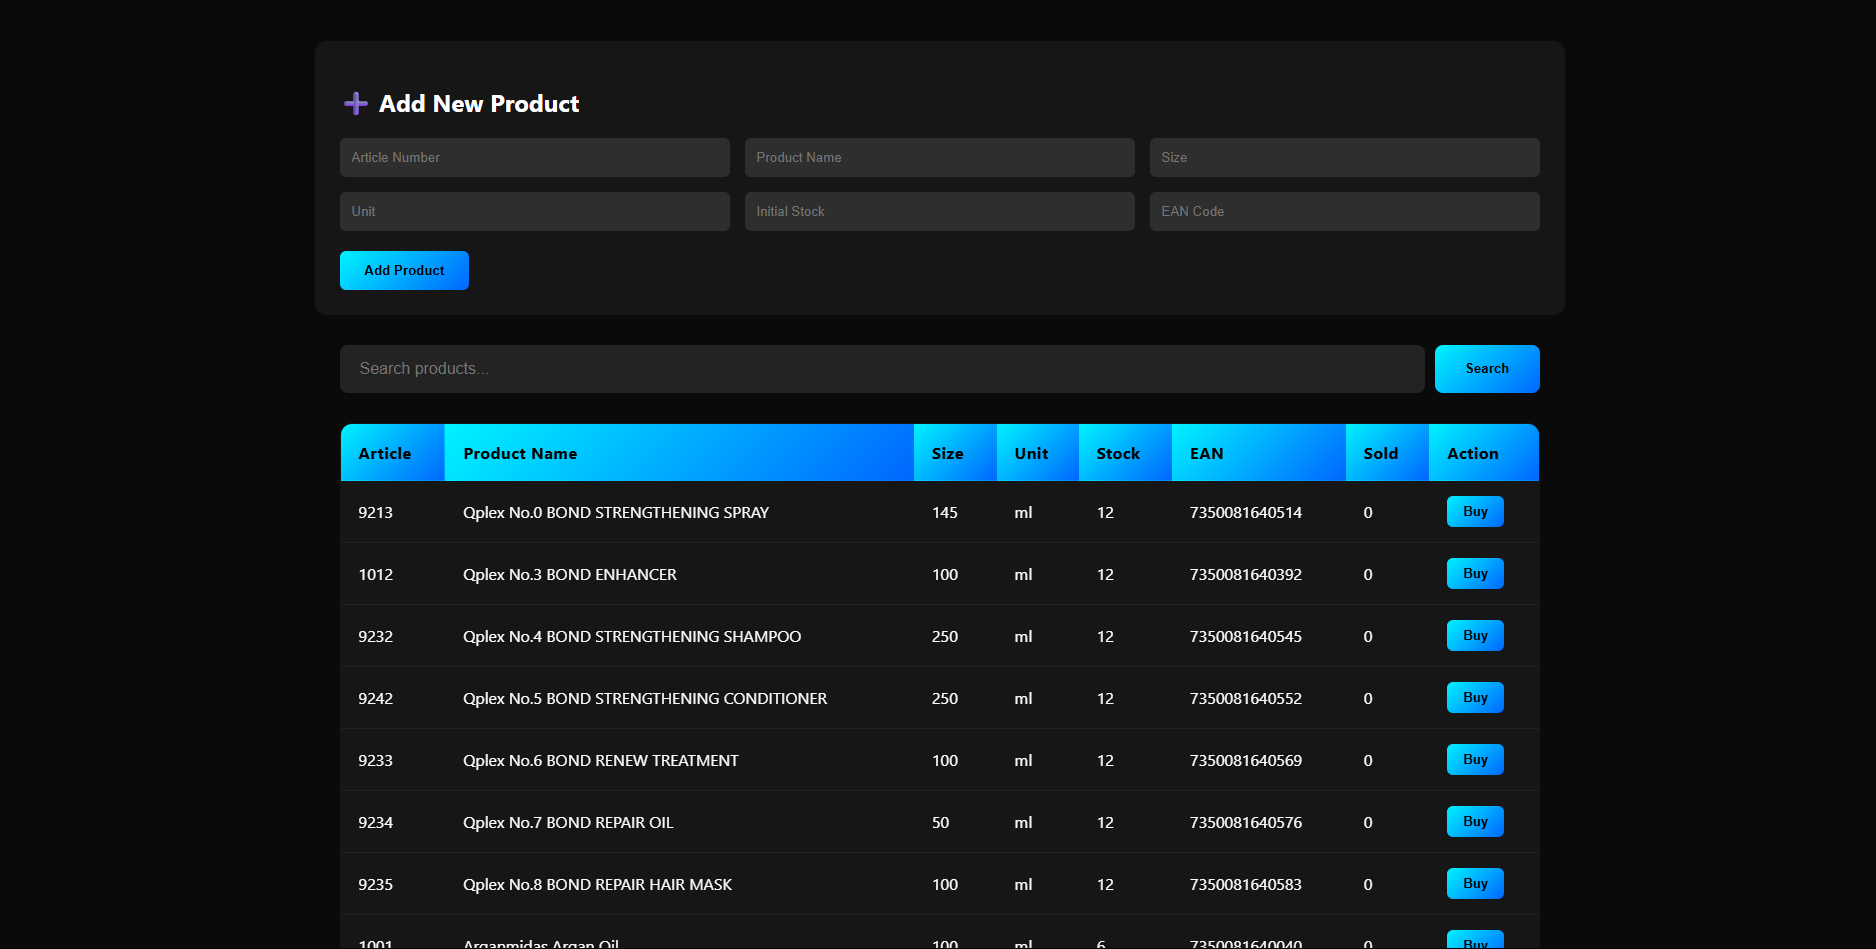 Add New Product
Article Number Product Name Size
Unit Initial Stock EAN Code
Add Product
Search products... Search
Article Product Name Size Unit Stock EAN Sold Action
9213 Qplex No.0 BOND STRENGTHENING SPRAY 145 ml 12 7350081640514 0 Buy
1012 Qplex No.3 BOND ENHANCER 100 ml 12 7350081640392 0 Buy
9232 Qplex No.4 BOND STRENGTHENING SHAMPOO 250 ml 12 7350081640545 0 Buy
9242 Qplex No.5 BOND STRENGTHENING CONDITIONER 250 ml 12 7350081640552 0 Buy
9233 Qplex No.6 BOND RENEW TREATMENT 100 ml 12 7350081640569 0 Buy
9234 Qplex No.7 BOND REPAIR OIL 50 ml 12 7350081640576 0 Buy
9235 Qplex No.8 BOND REPAIR HAIR MASK 100 ml 12 7350081640583 0 Buy
1001 Arganmidas Argan Oil 100 ml 6 7350081640040 0 Buy